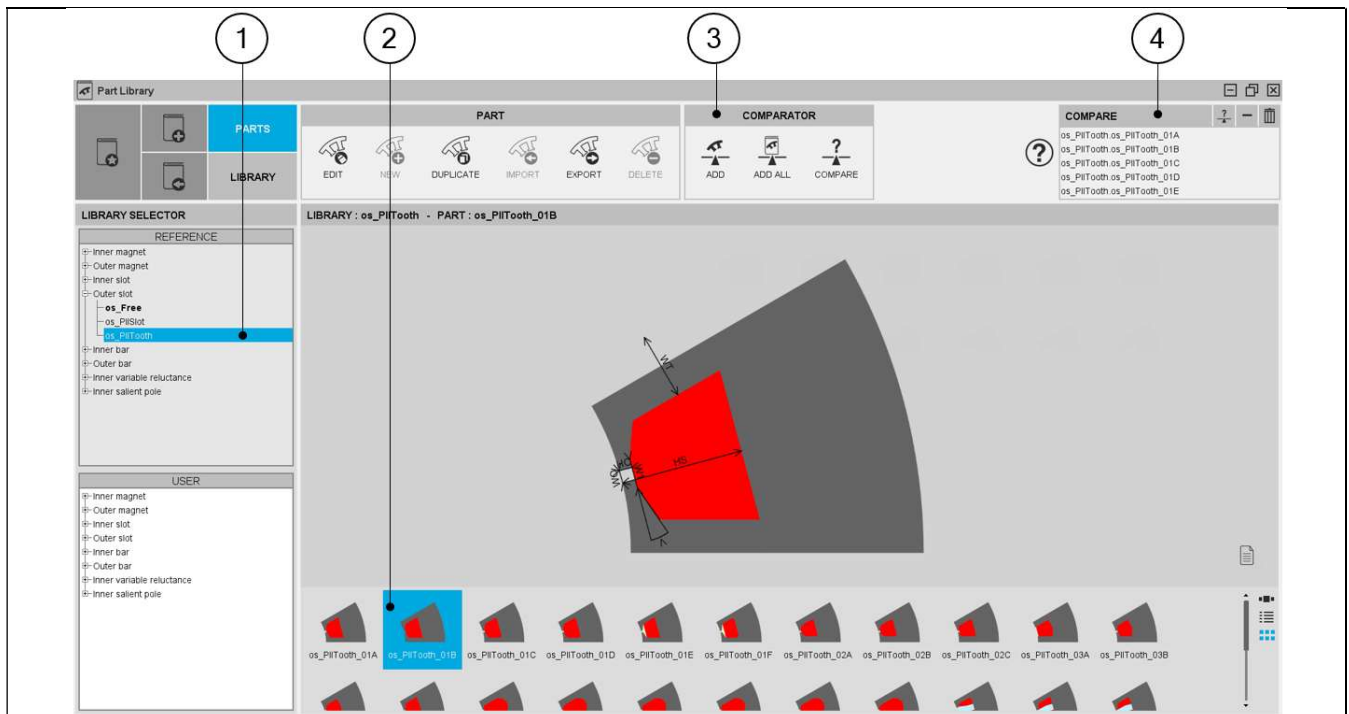 1
2
3
4
Part Library
PARTS
LIBRARY
PART
EDIT
NEW
DUPLICATE
IMPORT
EXPORT
DELETE
COMPARATOR
ADD
ADD ALL
?
COMPARE
?
COMPARE
?
os_PllTooth.os_PllTooth_01A
os_PllTooth.os_PllTooth_01B
os_PllTooth.os_PllTooth_01C
os_PllTooth.os_PllTooth_01D
os_PllTooth.os_PllTooth_01E
LIBRARY SELECTOR
LIBRARY : os_PllTooth - PART : os_PllTooth_01B
REFERENCE
Inner magnet
Outer magnet
Inner slot
Outer slot
os_Free
os_PllSlot
os_PllTooth
Inner bar
Outer bar
Inner variable reluctance
Inner salient pole
USER
Inner magnet
Outer magnet
Inner slot
Outer slot
Inner bar
Outer bar
Inner variable reluctance
Inner salient pole
WT
HS
HO
WO
V
os_PllTooth_01A
os_PllTooth_01B
os_PllTooth_01C
os_PllTooth_01D
os_PllTooth_01E
os_PllTooth_01F
os_PllTooth_02A
os_PllTooth_02B
os_PllTooth_02C
os_PllTooth_03A
os_PllTooth_03B